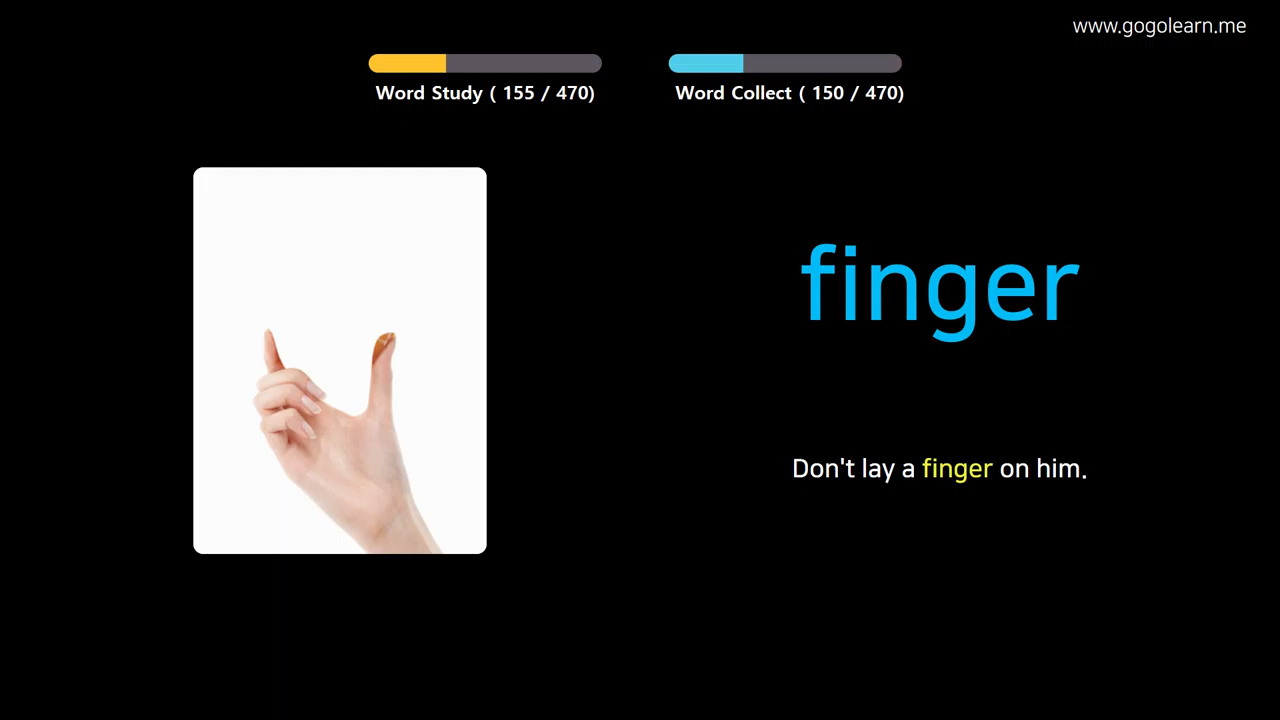 www.gogolearn.me
Word Study ( 155 / 470)
Word Collect ( 150 / 470)
finger
Don't lay a finger on him.